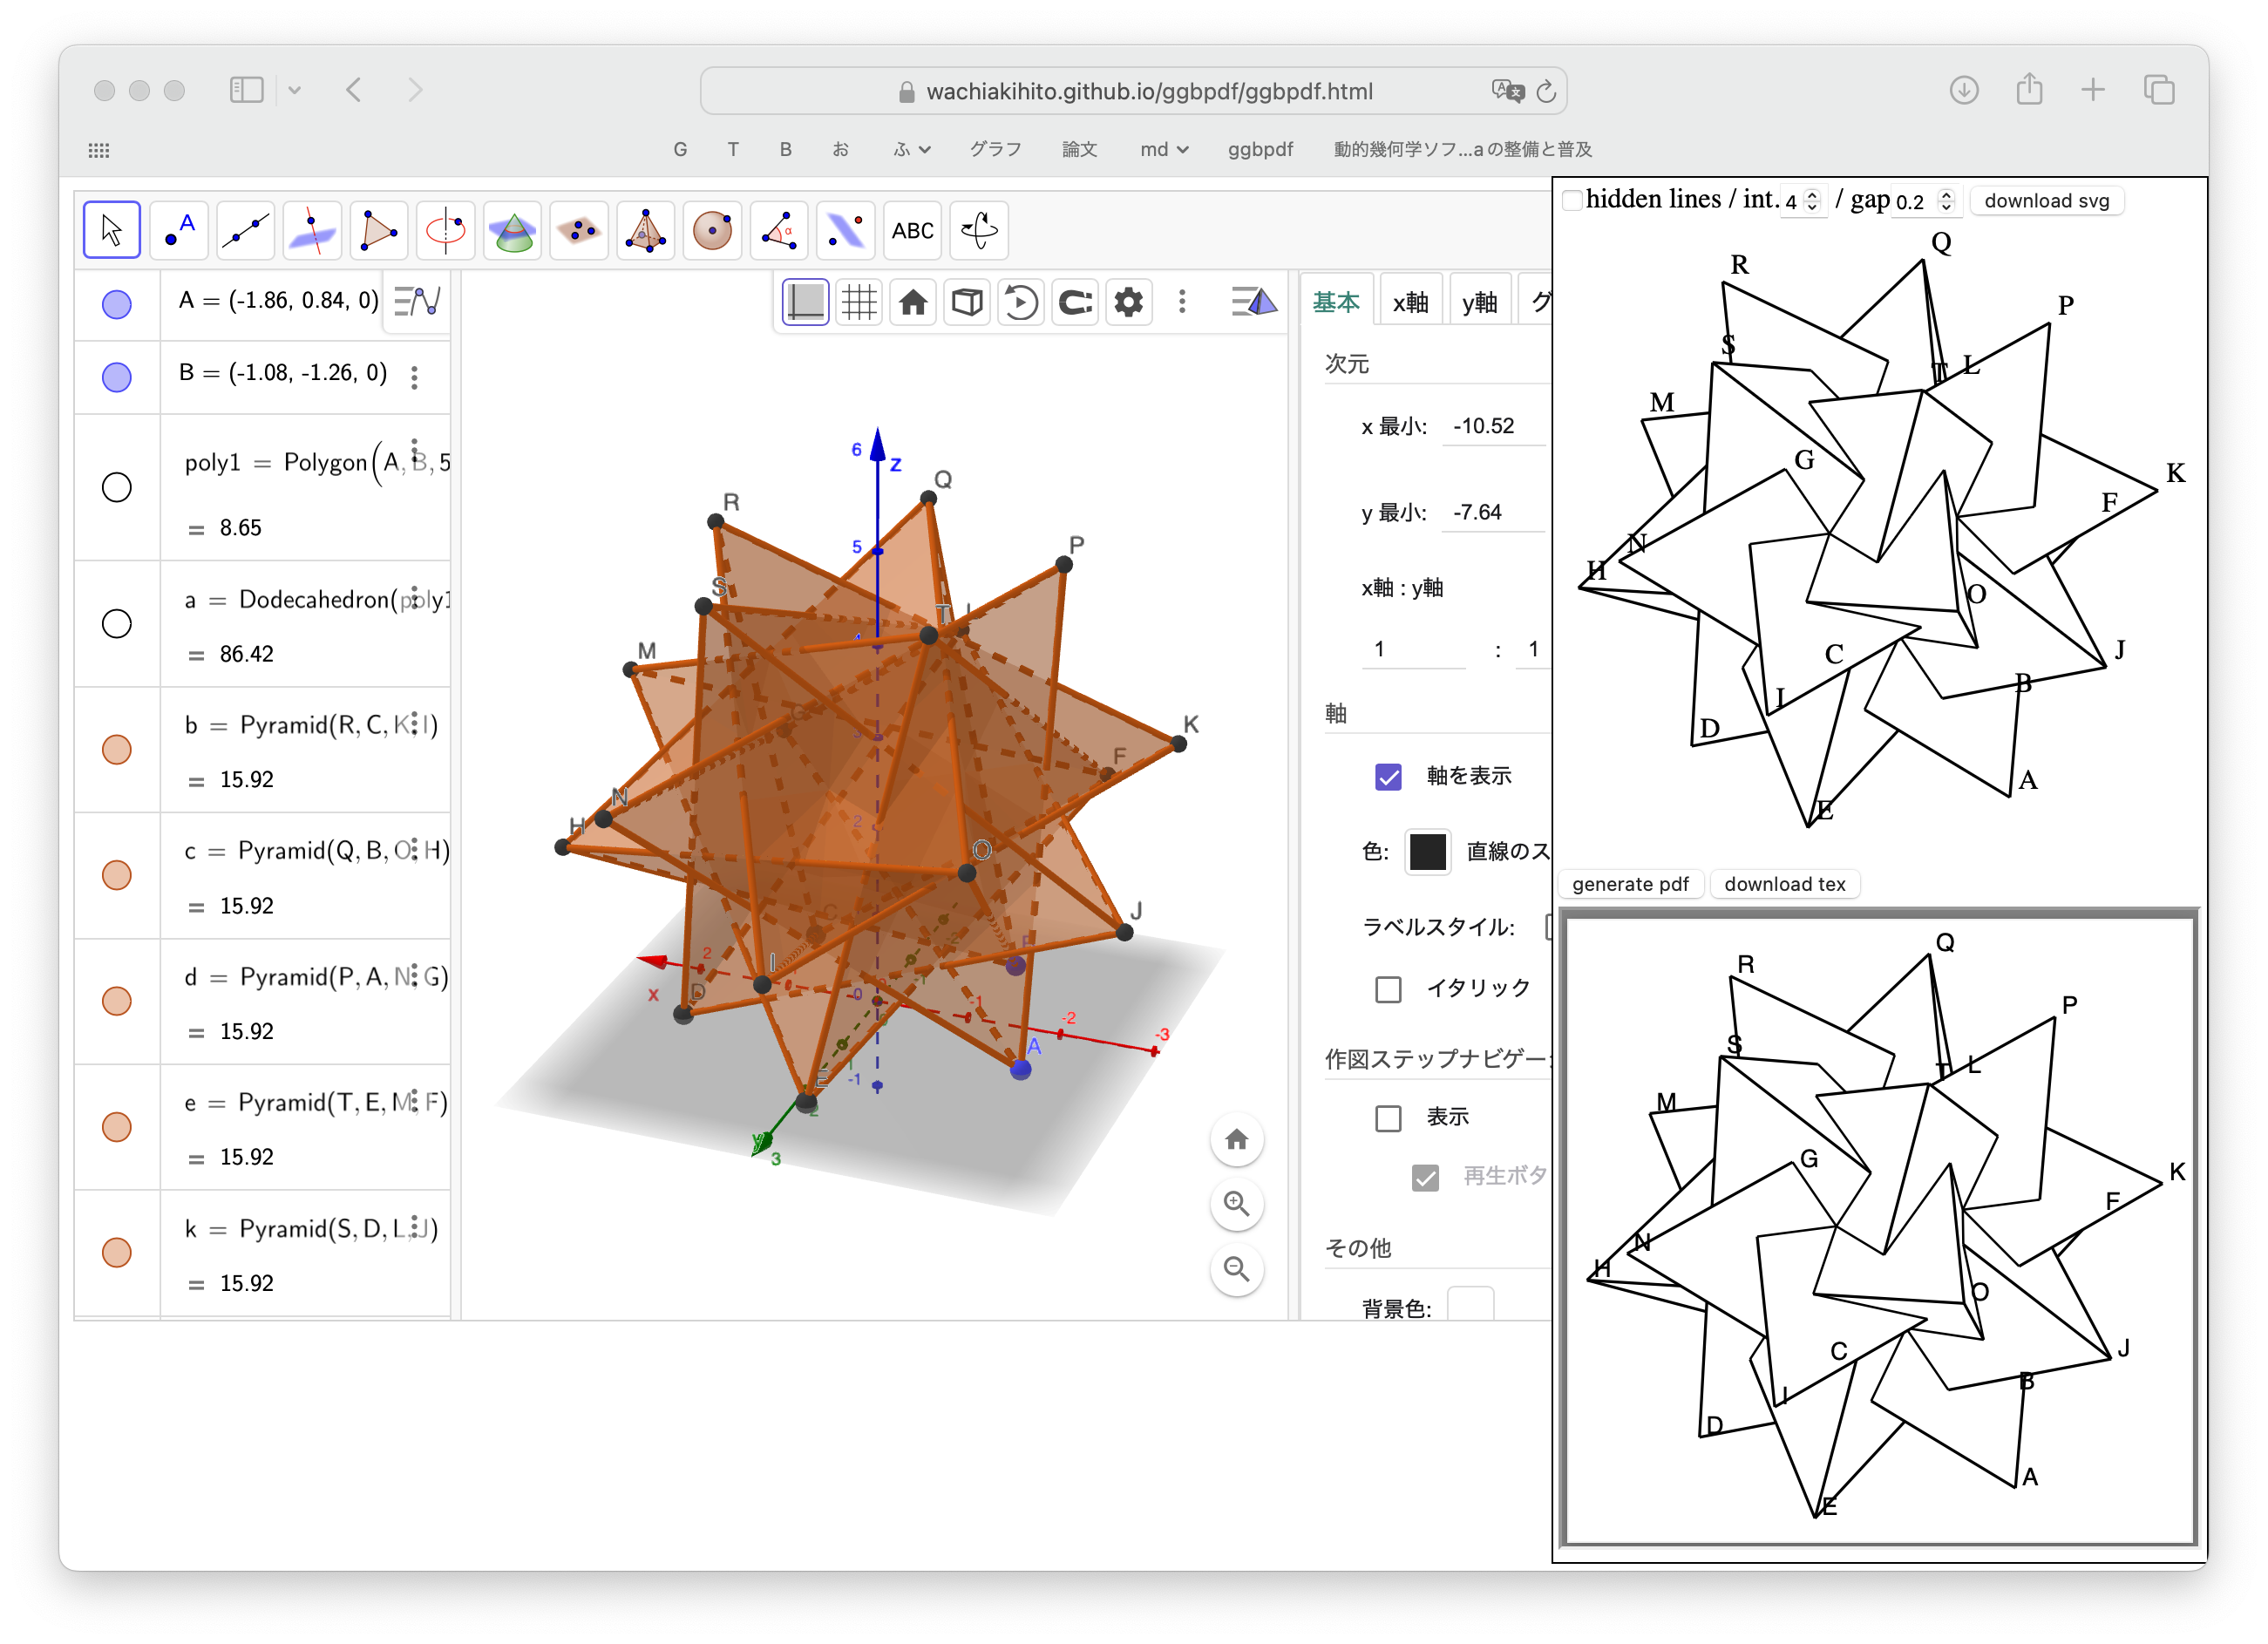 wachiakihito.github.io/ggbpdf/ggbpdf.html
G T B お ふ グラフ 論文 md ggbpdf 動的幾何学ソフ...aの整備と普及
ABC
A = (-1.86, 0.84, 0)
B = (-1.08, -1.26, 0)
poly1 = Polygon(A, B, 5
= 8.65
a = Dodecahedron(poly1
= 86.42
b = Pyramid(R, C, K, I)
= 15.92
c = Pyramid(Q, B, O, H)
= 15.92
d = Pyramid(P, A, N, G)
= 15.92
e = Pyramid(T, E, M, F)
= 15.92
k = Pyramid(S, D, L, J)
= 15.92
6
z
Q
R
5
P
S
T
L
4
M
K
G
3
F
N
2
H
O
C
J
B
2
-2
I
-1
x
D
0
-1
-2
-3
A
1
-1
E
2
y
3
基本 x軸 y軸 グ
次元
x 最小: -10.52
y 最小: -7.64
x軸 : y軸
1 : 1
軸
軸を表示
色: 直線のス
ラベルスタイル:
イタリック
作図ステップナビゲー
表示
再生ボタ
その他
背景色:
hidden lines / int. 4 / gap 0.2 download svg
Q
R
P
S
T L
M
G
K
F
N
H
O
C
J
B
I
D
A
E
generate pdf download tex
Q
R
P
S
T L
M
G
K
F
N
H
O
C
J
B
I
D
A
E